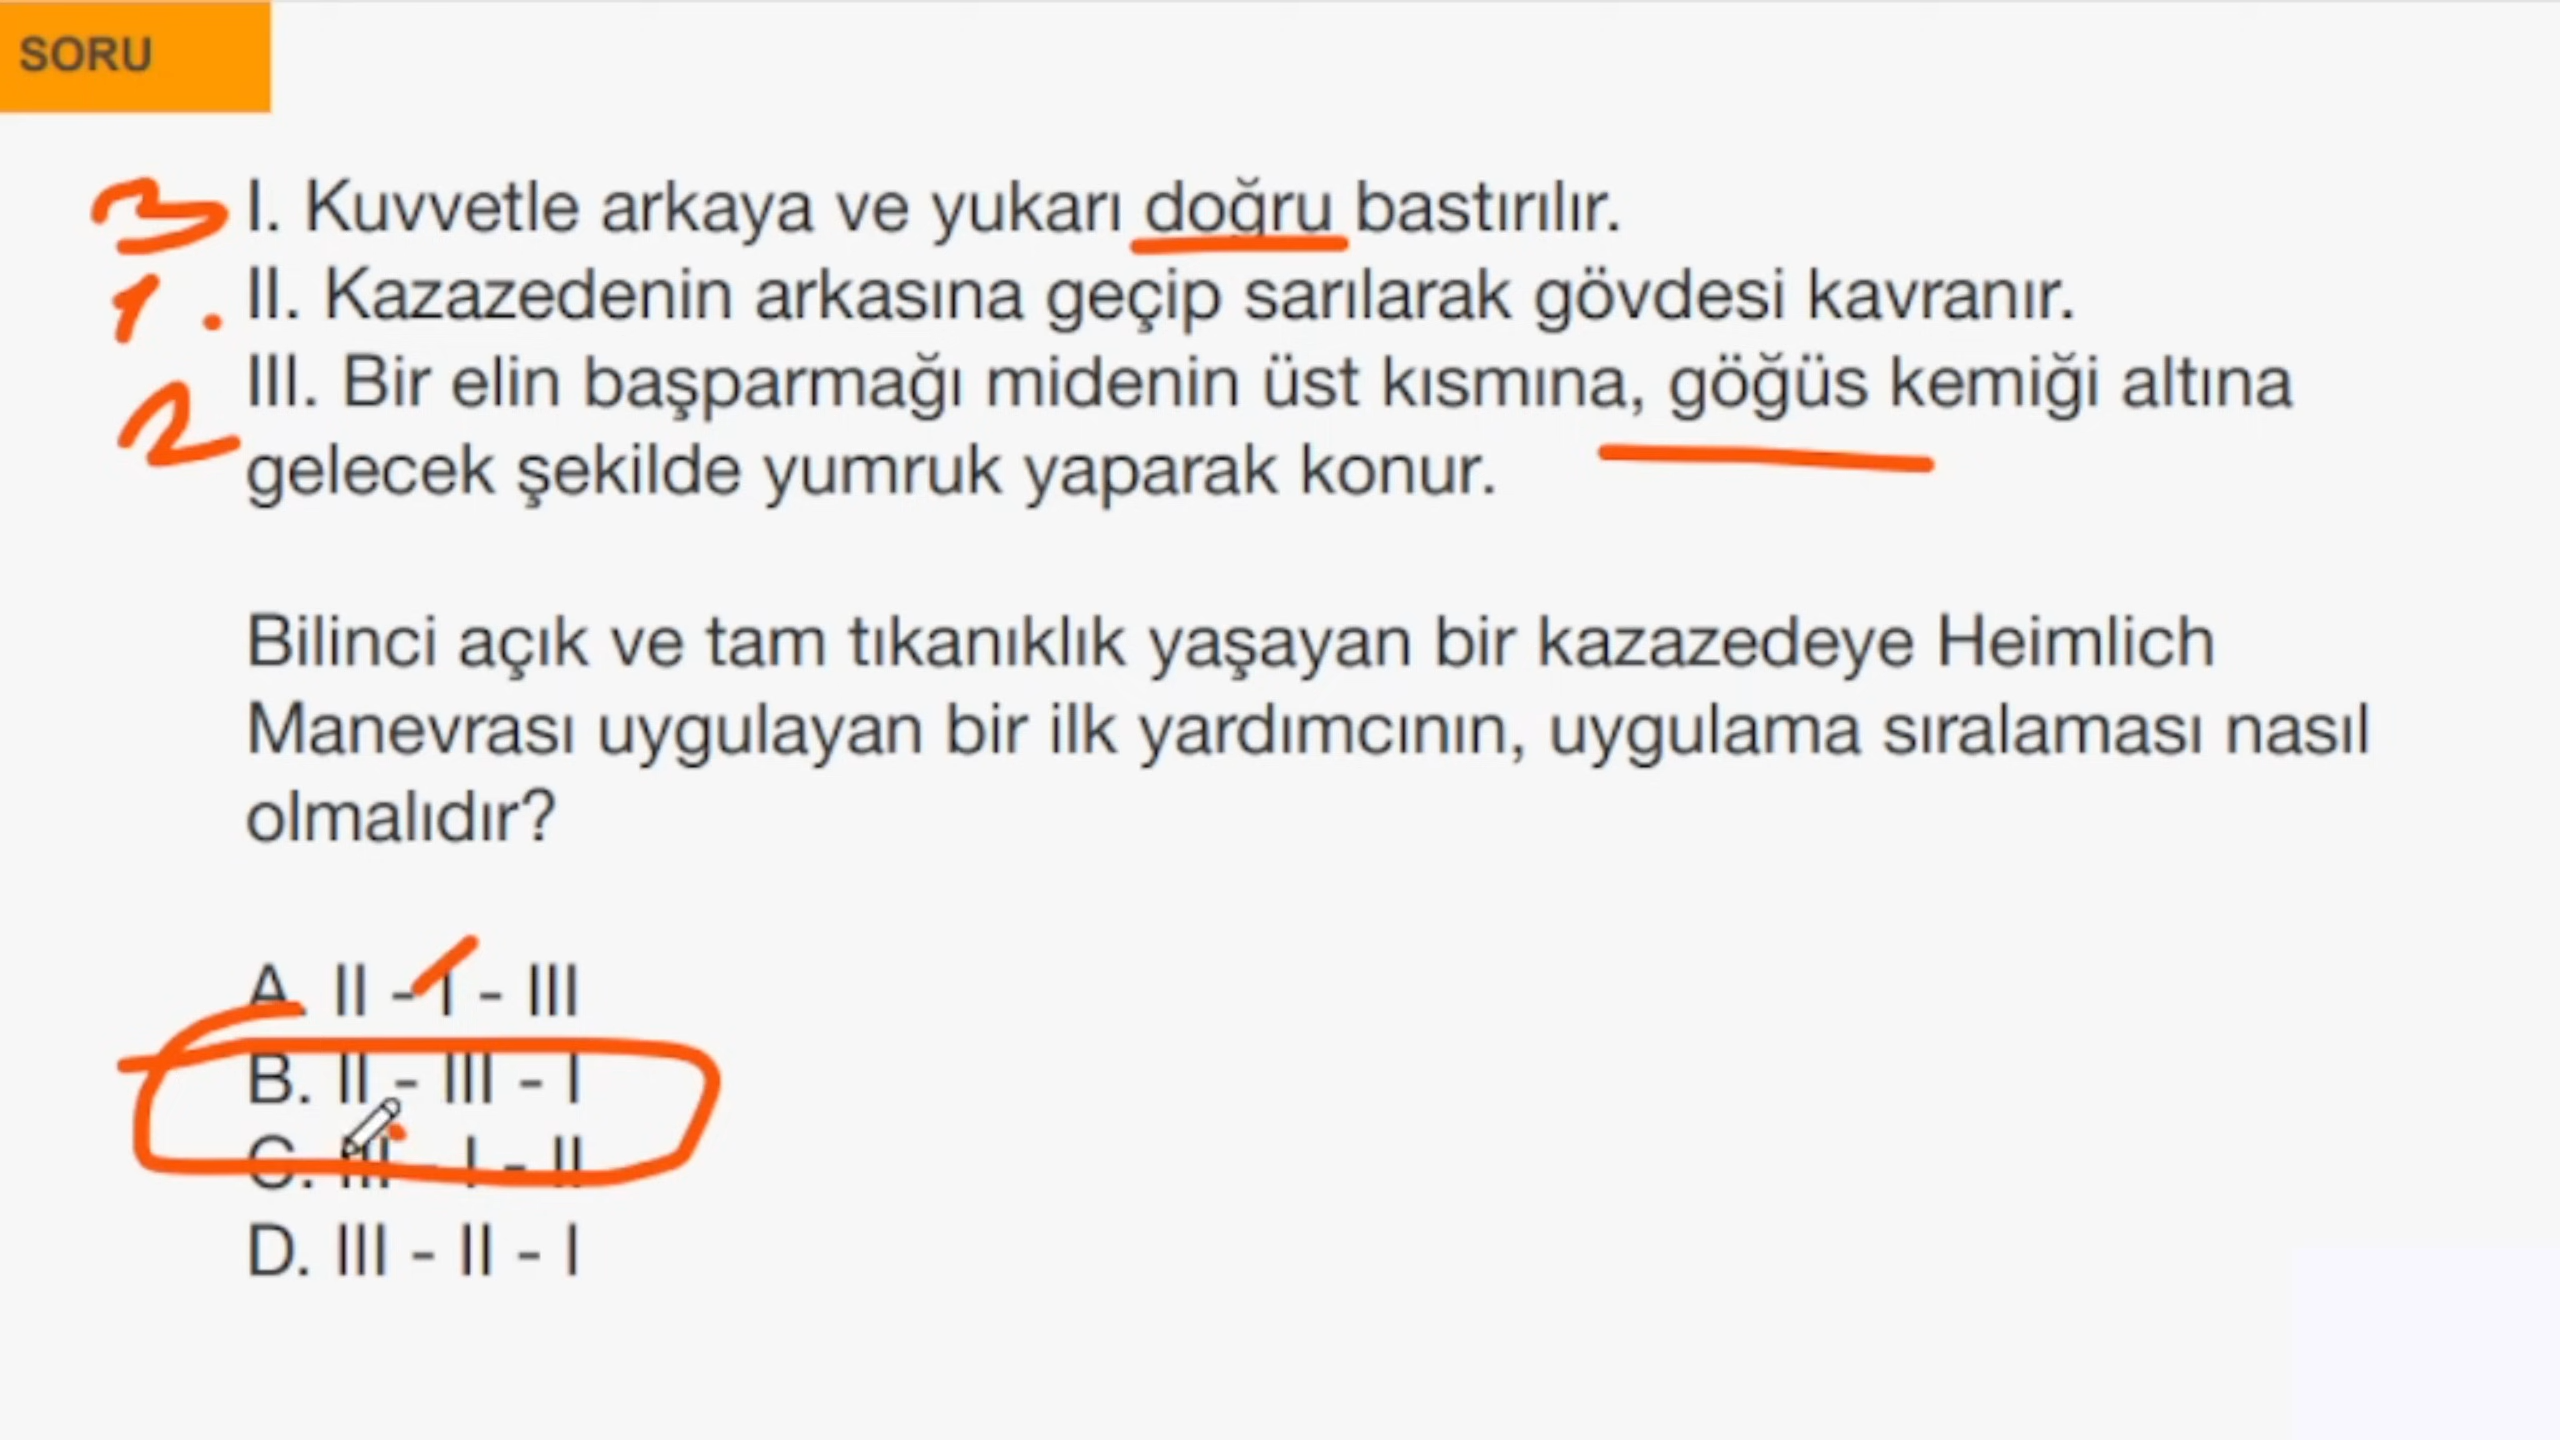 SORU
3 I. Kuvvetle arkaya ve yukarı doğru bastırılır.
1. II. Kazazedenin arkasına geçip sarılarak gövdesi kavranır.
2 III. Bir elin başparmağı midenin üst kısmına, göğüs kemiği altına
gelecek şekilde yumruk yaparak konur.
Bilinci açık ve tam tıkanıklık yaşayan bir kazazedeye Heimlich
Manevrası uygulayan bir ilk yardımcının, uygulama sıralaması nasıl
olmalıdır?
A. II - I - III
B. II - III - I
C. III - I - II
D. III - II - I